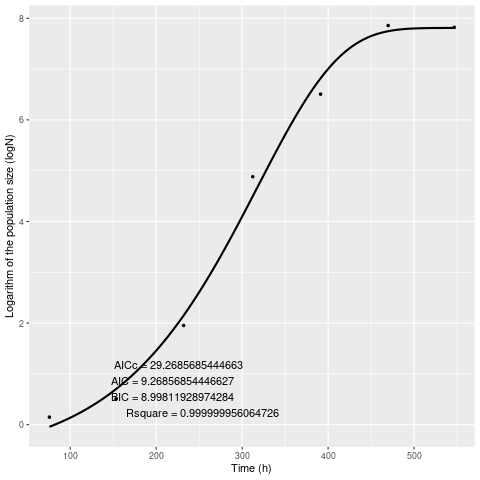 8
6
4
2
0
Logarithm of the population size (logN)
AICc = 29.2685685444663
AIC = 9.26856854446627
BIC = 8.99811928974284
Rsquare = 0.999999956064726
100
200
300
400
500
Time (h)